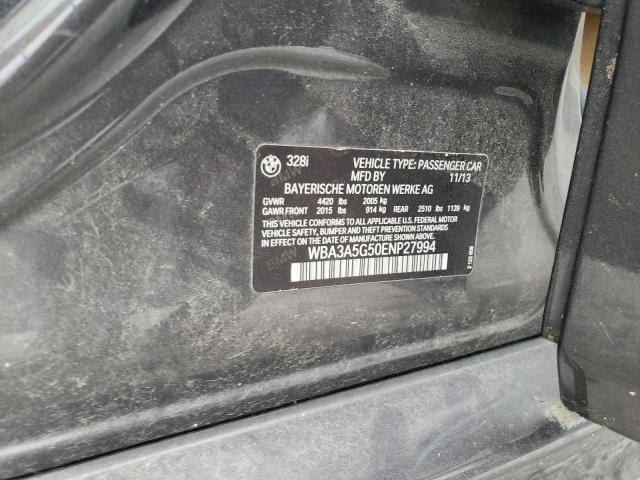 328i VEHICLE TYPE: PASSENGER CAR
MFD BY 11/13
BAYERISCHE MOTOREN WERKE AG
GVWR 4420 lbs 2005 kg
GAWR FRONT 2015 lbs 914 kg REAR 2510 lbs 1139 kg
THIS VEHICLE CONFORMS TO ALL APPLICABLE U.S. FEDERAL MOTOR
VEHICLE SAFETY, BUMPER AND THEFT PREVENTION STANDARDS IN
EFFECT ON THE DATE OF MANUFACTURE SHOWN ABOVE.
WBA3A5G50ENP27994